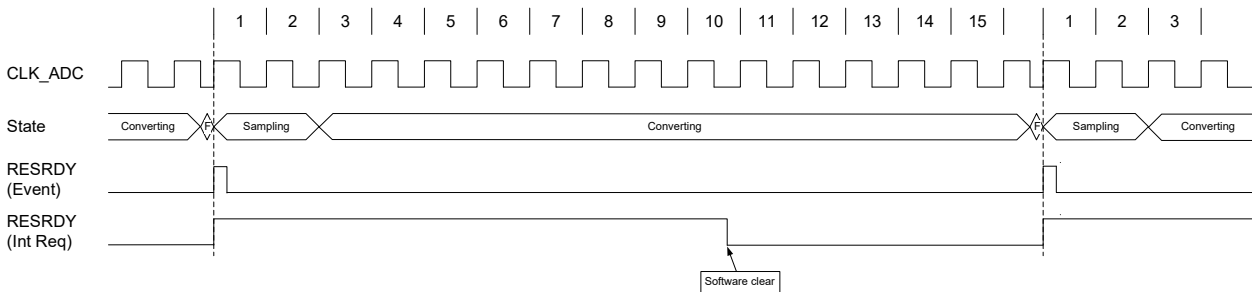 1 2 3 4 5 6 7 8 9 10 11 12 13 14 15 1 2 3
CLK_ADC
State Converting F Sampling Converting F Sampling Converting
RESRDY
(Event)
RESRDY
(Int Req)
Software clear